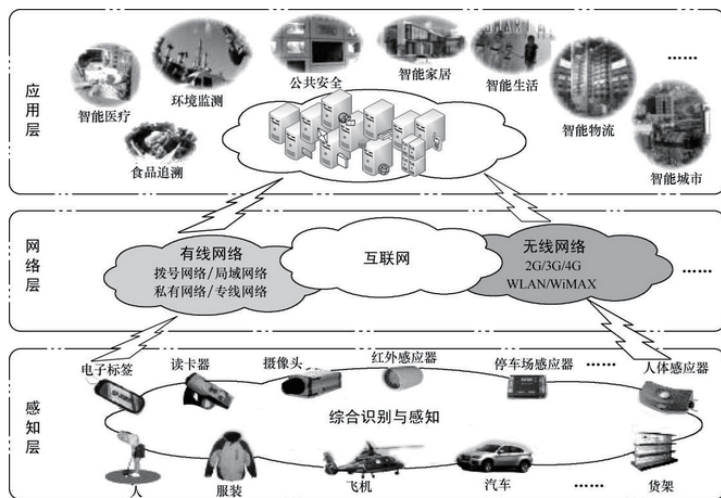 应用层
智能医疗
环境监测
公共安全
智能家居
智能生活
……
食品追溯
智能物流
智能城市
网络层
有线网络
拨号网络/局域网络
私有网络/专线网络
互联网
无线网络
2G/3G/4G
WLAN/WiMAX
……
感知层
电子标签
读卡器
摄像头
红外感应器
停车场感应器
……
人体感应器
综合识别与感知
人
服装
飞机
汽车
……
货架